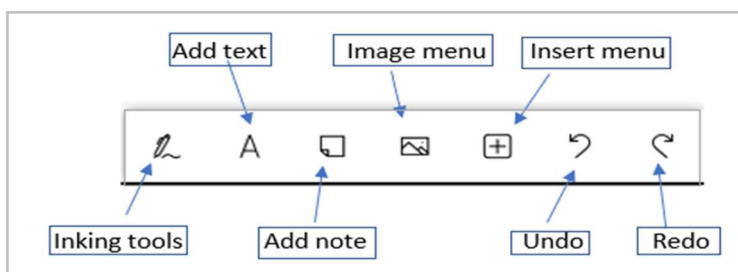 Add text
Image menu
Insert menu
A
Inking tools
Add note
Undo
Redo